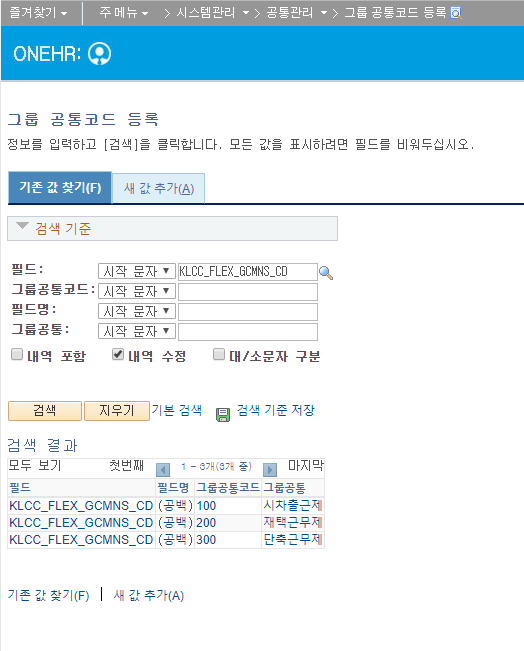 즐겨찾기 주 메뉴 > 시스템관리 > 공통관리 > 그룹 공통코드 등록
ONEHR:
그룹 공통코드 등록
정보를 입력하고 [검색]을 클릭합니다. 모든 값을 표시하려면 필드를 비워두십시오.
기존 값 찾기(F) 새 값 추가(A)
검색 기준
필드: 시작 문자 KLCC_FLEX_GCMNS_CD
그룹공통코드: 시작 문자
필드명: 시작 문자
그룹공통: 시작 문자
내역 포함 내역 수정 대/소문자 구분
검색 지우기 기본 검색 검색 기준 저장
검색 결과
모두 보기 첫번째 1 - 3개(3개 중) 마지막
필드 필드명 그룹공통코드 그룹공통
KLCC_FLEX_GCMNS_CD (공백) 100 시차출근제
KLCC_FLEX_GCMNS_CD (공백) 200 재택근무제
KLCC_FLEX_GCMNS_CD (공백) 300 단축근무제
기존 값 찾기(F) | 새 값 추가(A)